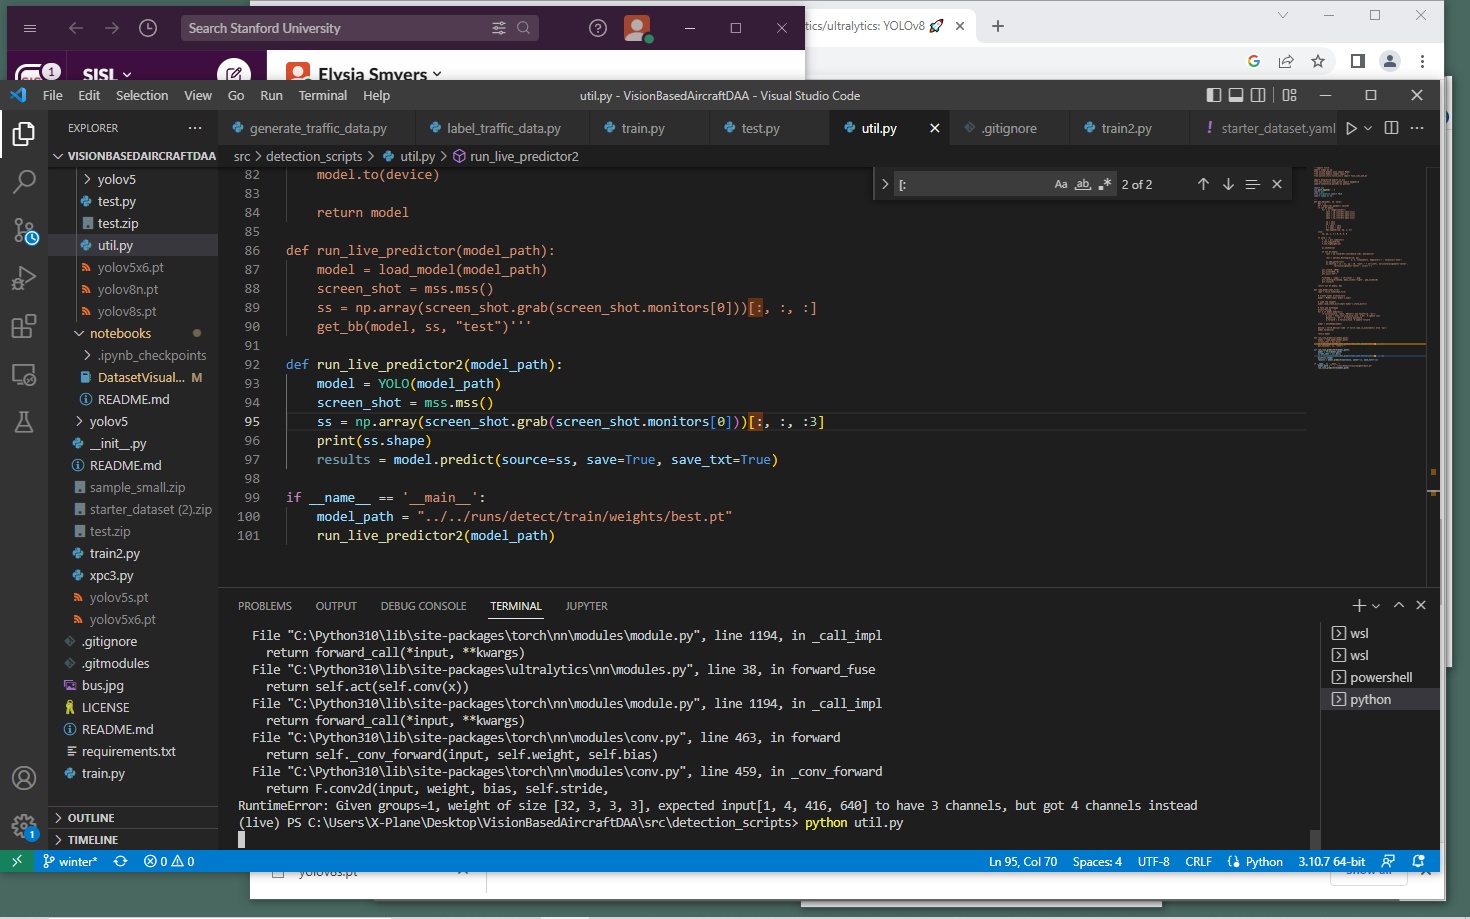 Search Stanford University
tics/ultralytics: YOLOv8
1
SISL
Elysia Smyers
File Edit Selection View Go Run Terminal Help
util.py - VisionBasedAircraftDAA - Visual Studio Code
EXPLORER
generate_traffic_data.py
label_traffic_data.py
train.py
test.py
util.py
.gitignore
train2.py
starter_dataset.yaml
VISIONBASEDAIRCRAFTDAA
src > detection_scripts > util.py > run_live_predictor2
yolov5
test.py
test.zip
util.py
yolov5x6.pt
yolov8n.pt
yolov8s.pt
notebooks
.ipynb_checkpoints
DatasetVisual... M
README.md
yolov5
__init__.py
README.md
sample_small.zip
starter_dataset (2).zip
test.zip
train2.py
xpc3.py
yolov5s.pt
yolov5x6.pt
.gitignore
.gitmodules
bus.jpg
LICENSE
README.md
requirements.txt
train.py
OUTLINE
TIMELINE
[:
Aa ab 2 of 2
82 model.to(device)
83
84 return model
85
86 def run_live_predictor(model_path):
87 model = load_model(model_path)
88 screen_shot = mss.mss()
89 ss = np.array(screen_shot.grab(screen_shot.monitors[0]))[:, :, :]
90 get_bb(model, ss, "test")'''
91
92 def run_live_predictor2(model_path):
93 model = YOLO(model_path)
94 screen_shot = mss.mss()
95 ss = np.array(screen_shot.grab(screen_shot.monitors[0]))[:, :, :3]
96 print(ss.shape)
97 results = model.predict(source=ss, save=True, save_txt=True)
98
99 if __name__ == '__main__':
100 model_path = "../../runs/detect/train/weights/best.pt"
101 run_live_predictor2(model_path)
PROBLEMS OUTPUT DEBUG CONSOLE TERMINAL JUPYTER
File "C:\Python310\lib\site-packages\torch\nn\modules\module.py", line 1194, in _call_impl
return forward_call(*input, **kwargs)
File "C:\Python310\lib\site-packages\ultralytics\nn\modules.py", line 38, in forward_fuse
return self.act(self.conv(x))
File "C:\Python310\lib\site-packages\torch\nn\modules\module.py", line 1194, in _call_impl
return forward_call(*input, **kwargs)
File "C:\Python310\lib\site-packages\torch\nn\modules\conv.py", line 463, in forward
return self._conv_forward(input, self.weight, self.bias)
File "C:\Python310\lib\site-packages\torch\nn\modules\conv.py", line 459, in _conv_forward
return F.conv2d(input, weight, bias, self.stride,
RuntimeError: Given groups=1, weight of size [32, 3, 3, 3], expected input[1, 4, 416, 640] to have 3 channels, but got 4 channels instead
(live) PS C:\Users\X-Plane\Desktop\VisionBasedAircraftDAA\src\detection_scripts> python util.py
wsl
wsl
powershell
python
1
winter* 0 0
Ln 95, Col 70 Spaces: 4 UTF-8 CRLF Python 3.10.7 64-bit
yolov8s.pt
Show all